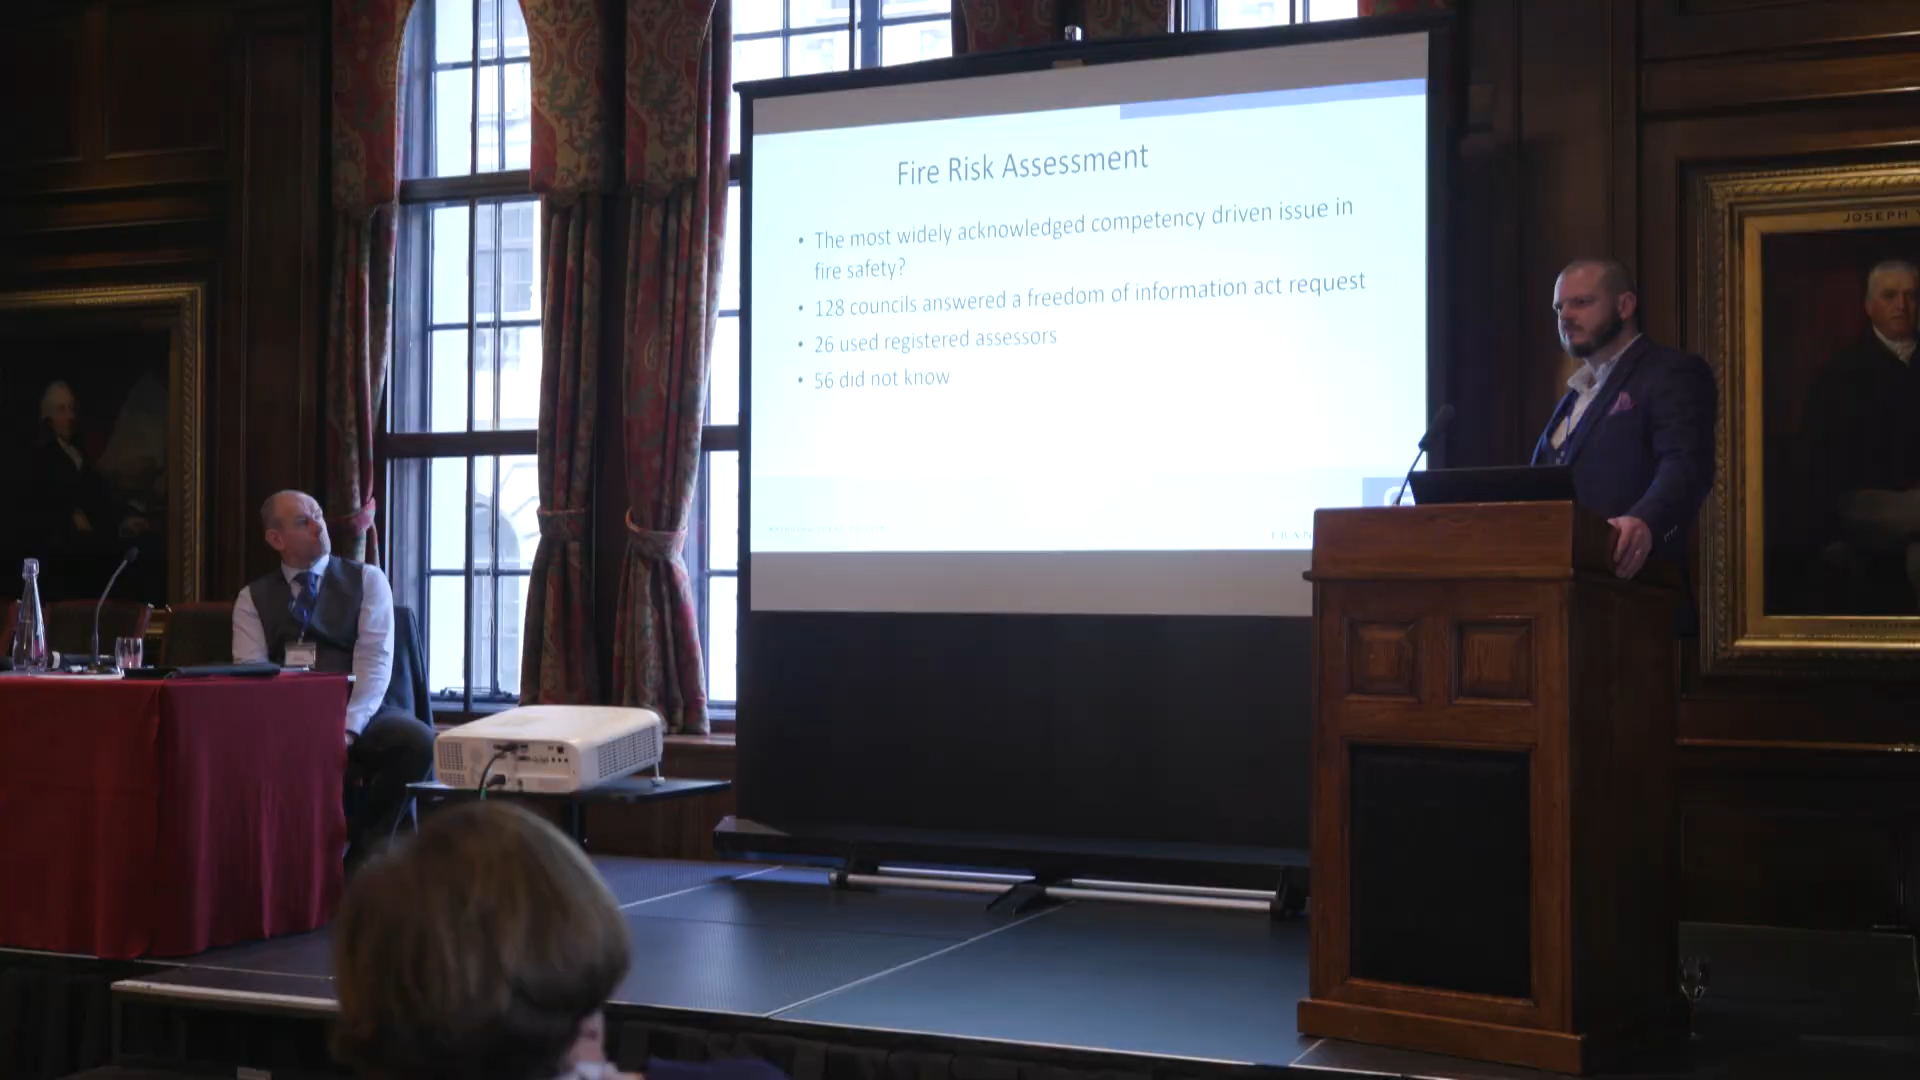 Fire Risk Assessment
• The most widely acknowledged competency driven issue in
fire safety?
• 128 councils answered a freedom of information act request
• 26 used registered assessors
• 56 did not know
FRAN
JOSEPH